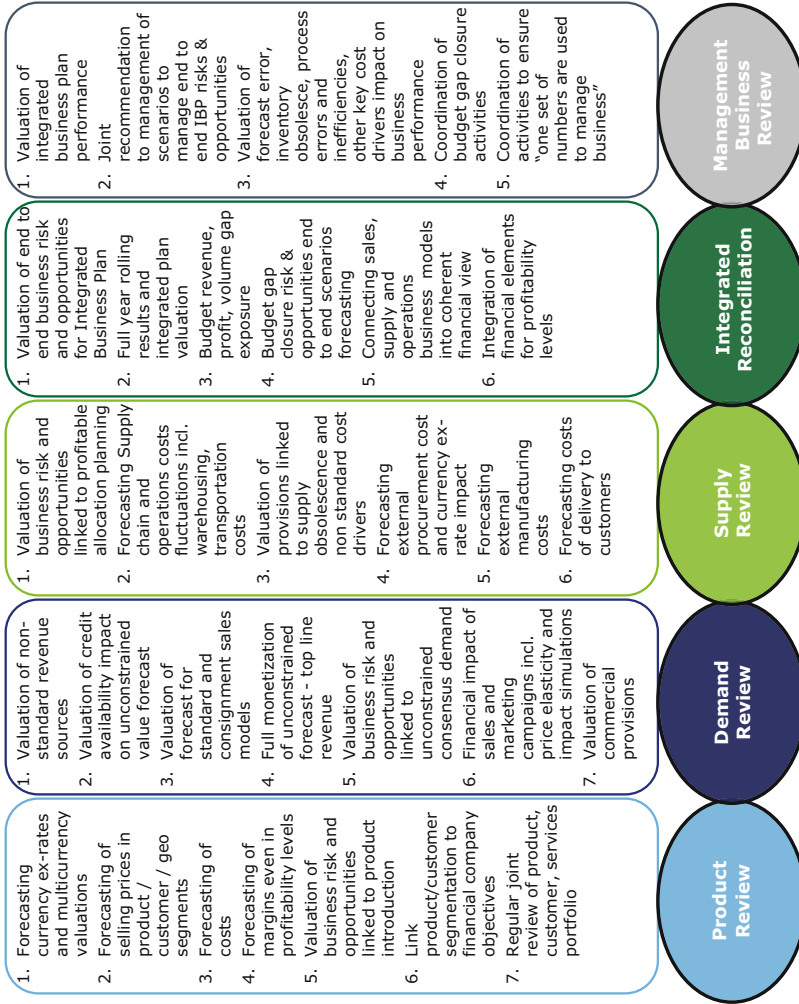 1. Forecasting
currency ex-rates
and multicurrency
valuations
2. Forecasting of
selling prices in
product /
customer / geo
segments
3. Forecasting of
costs
4. Forecasting of
margins even in
profitability levels
5. Valuation of
business risk and
opportunities
linked to product
introduction
6. Link
product/customer
segmentation to
financial company
objectives
7. Regular joint
review of product,
customer, services
portfolio
Product
Review
1. Valuation of non-
standard revenue
sources
2. Valuation of credit
availability impact
on unconstrained
value forecast
3. Valuation of
forecast for
standard and
consignment sales
models
4. Full monetization
of unconstrained
forecast - top line
revenue
5. Valuation of
business risk and
opportunities
linked to
unconstrained
consensus demand
6. Financial impact of
sales and
marketing
campaigns incl.
price elasticity and
impact simulations
7. Valuation of
commercial
provisions
Demand
Review
1. Valuation of
business risk and
opportunities
linked to profitable
allocation planning
2. Forecasting Supply
chain and
operations costs
fluctuations incl.
warehousing,
transportation
costs
3. Valuation of
provisions linked
to supply
obsolescence and
non standard cost
drivers
4. Forecasting
external
procurement cost
and currency ex-
rate impact
5. Forecasting
external
manufacturing
costs
6. Forecasting costs
of delivery to
customers
Supply
Review
1. Valuation of end to
end business risk
and opportunities
for Integrated
Business Plan
2. Full year rolling
results and
integrated plan
valuation
3. Budget revenue,
profit, volume gap
exposure
4. Budget gap
closure risk &
opportunities end
to end scenarios
forecasting
5. Connecting sales,
supply and
operations
business models
into coherent
financial view
6. Integration of
financial elements
for profitability
levels
Integrated
Reconciliation
1. Valuation of
integrated
business plan
performance
2. Joint
recommendation
to management of
scenarios to
manage end to
end IBP risks &
opportunities
3. Valuation of
forecast error,
inventory
obsolesce, process
errors and
inefficiencies,
other key cost
drivers impact on
business
performance
4. Coordination of
budget gap closure
activities
5. Coordination of
activities to ensure
“one set of
numbers are used
to manage
business”
Management
Business
Review